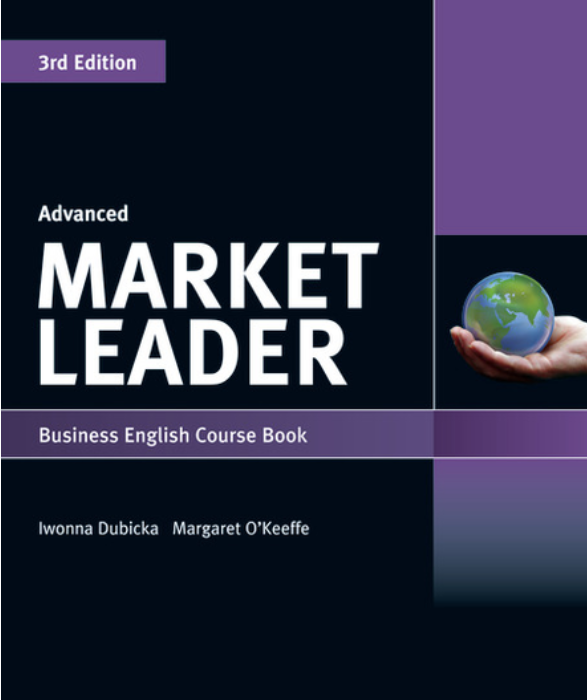 3rd Edition
Advanced
MARKET
LEADER
Business English Course Book
Iwonna Dubicka Margaret O'Keeffe